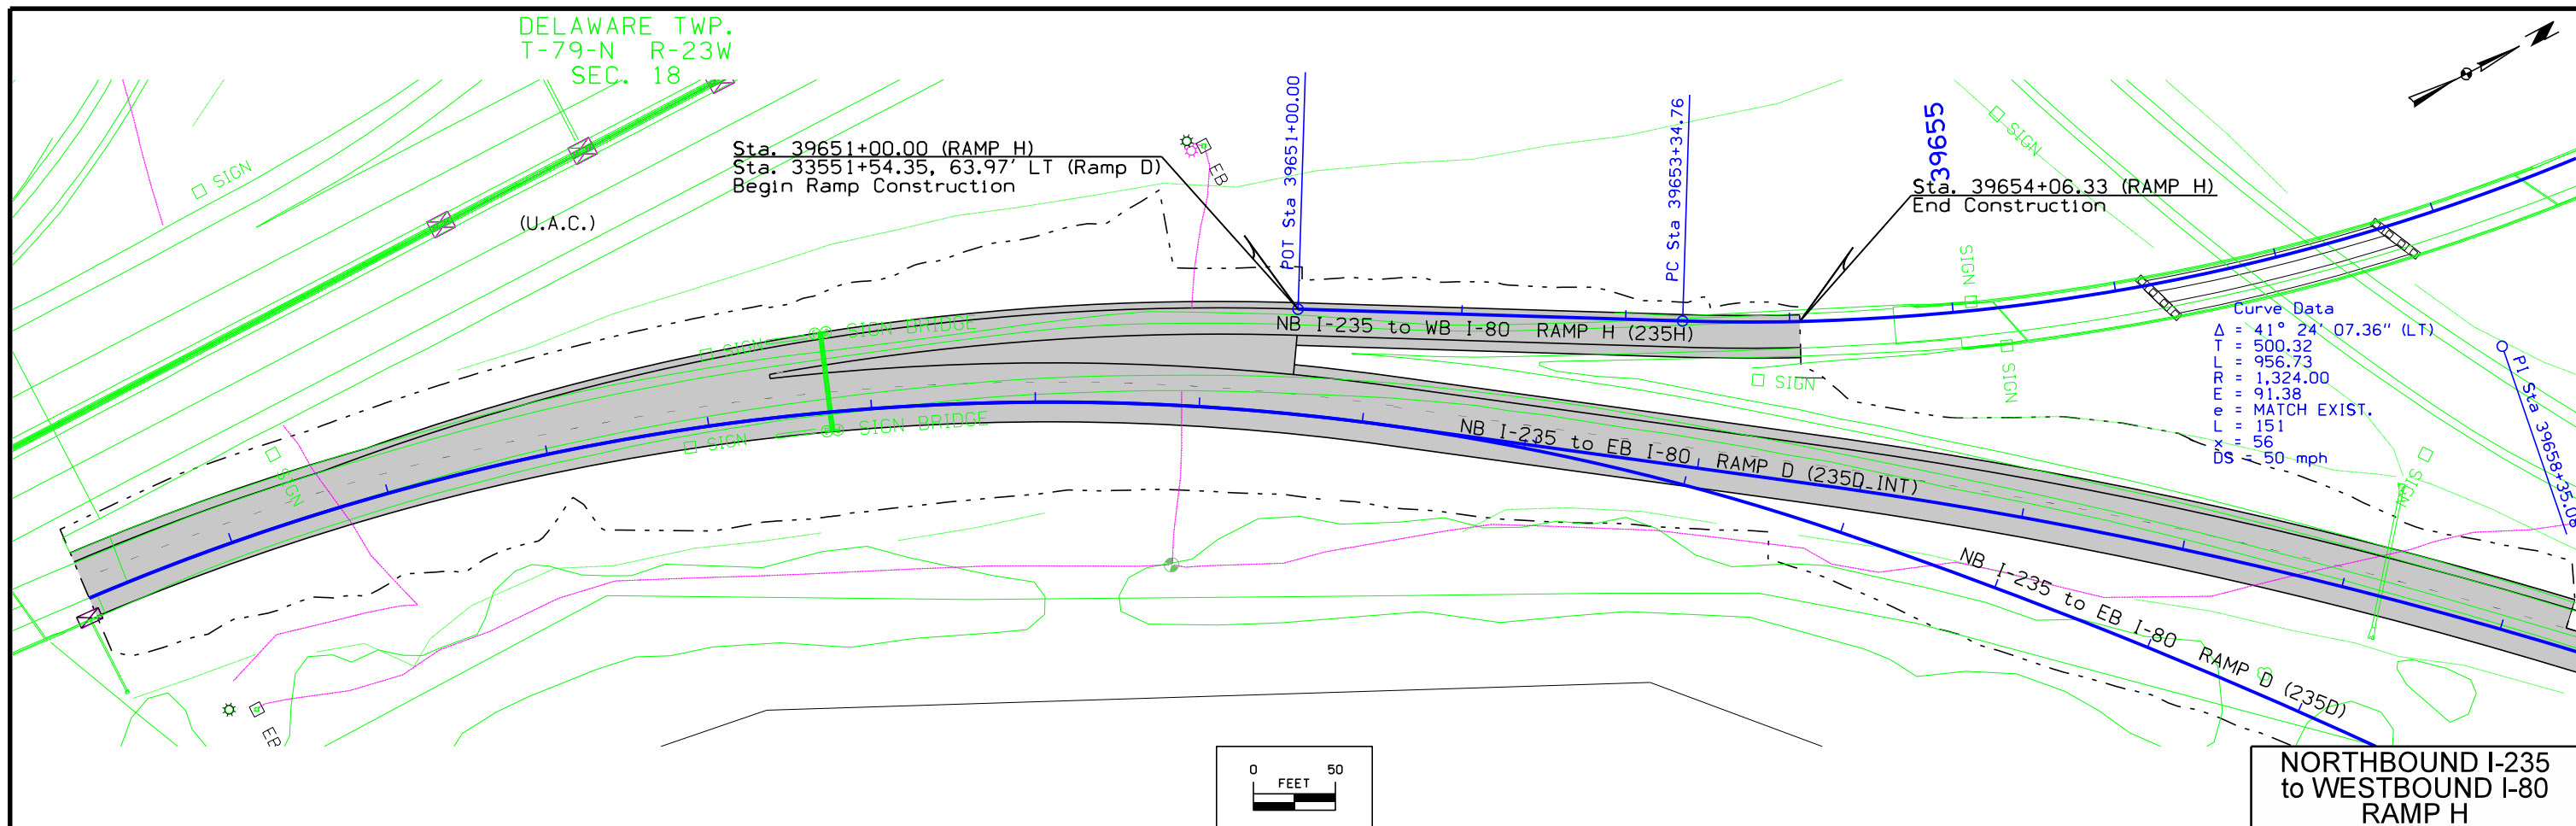 DELAWARE TWP.
T-79-N R-23W
SEC. 18
SIGN
(U.A.C.)
Sta. 39651+00.00 (RAMP H)
Sta. 33551+54.35, 63.97' LT (Ramp D)
Begin Ramp Construction
EB
POT Sta 39651+00.00
PC Sta 39653+34.76
39655
SIGN
Sta. 39654+06.33 (RAMP H)
End Construction
SIGN
SIGN BRIDGE
SIGN
NB I-235 to WB I-80 RAMP H (235H)
SIGN
SIGN
Curve Data
Δ = 41° 24' 07.36" (LT)
T = 500.32
L = 956.73
R = 1,324.00
E = 91.38
e = MATCH EXIST.
L = 151
x = 56
DS = 50 mph
PI Sta 39658+35.08
SIGN BRIDGE
SIGN
SIGN
NB I-235 to EB I-80 RAMP D (235D_INT)
SIGN
NB I-235 to EB I-80 RAMP D (235D)
EB
0 50
FEET
NORTHBOUND I-235
to WESTBOUND I-80
RAMP H